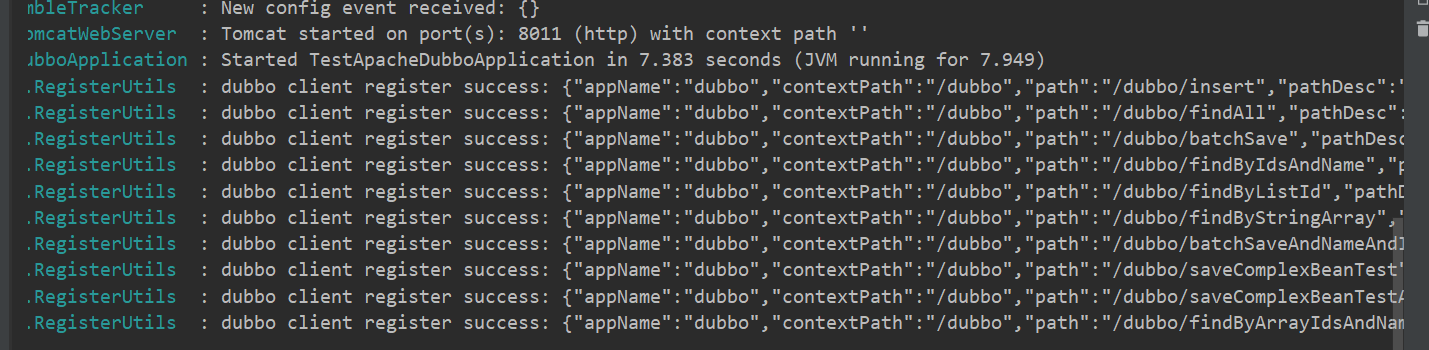 mbleTracker : New config event received: {}
omcatWebServer : Tomcat started on port(s): 8011 (http) with context path ''
ubboApplication : Started TestApacheDubboApplication in 7.383 seconds (JVM running for 7.949)
.RegisterUtils : dubbo client register success: {"appName":"dubbo","contextPath":"/dubbo","path":"/dubbo/insert","pathDesc":"
.RegisterUtils : dubbo client register success: {"appName":"dubbo","contextPath":"/dubbo","path":"/dubbo/findAll","pathDesc":
.RegisterUtils : dubbo client register success: {"appName":"dubbo","contextPath":"/dubbo","path":"/dubbo/batchSave","pathDesc
.RegisterUtils : dubbo client register success: {"appName":"dubbo","contextPath":"/dubbo","path":"/dubbo/findByIdsAndName","p
.RegisterUtils : dubbo client register success: {"appName":"dubbo","contextPath":"/dubbo","path":"/dubbo/findByListId","pathD
.RegisterUtils : dubbo client register success: {"appName":"dubbo","contextPath":"/dubbo","path":"/dubbo/findByStringArray","
.RegisterUtils : dubbo client register success: {"appName":"dubbo","contextPath":"/dubbo","path":"/dubbo/batchSaveAndNameAndI
.RegisterUtils : dubbo client register success: {"appName":"dubbo","contextPath":"/dubbo","path":"/dubbo/saveComplexBeanTest"
.RegisterUtils : dubbo client register success: {"appName":"dubbo","contextPath":"/dubbo","path":"/dubbo/saveComplexBeanTestA
.RegisterUtils : dubbo client register success: {"appName":"dubbo","contextPath":"/dubbo","path":"/dubbo/findByArrayIdsAndNam